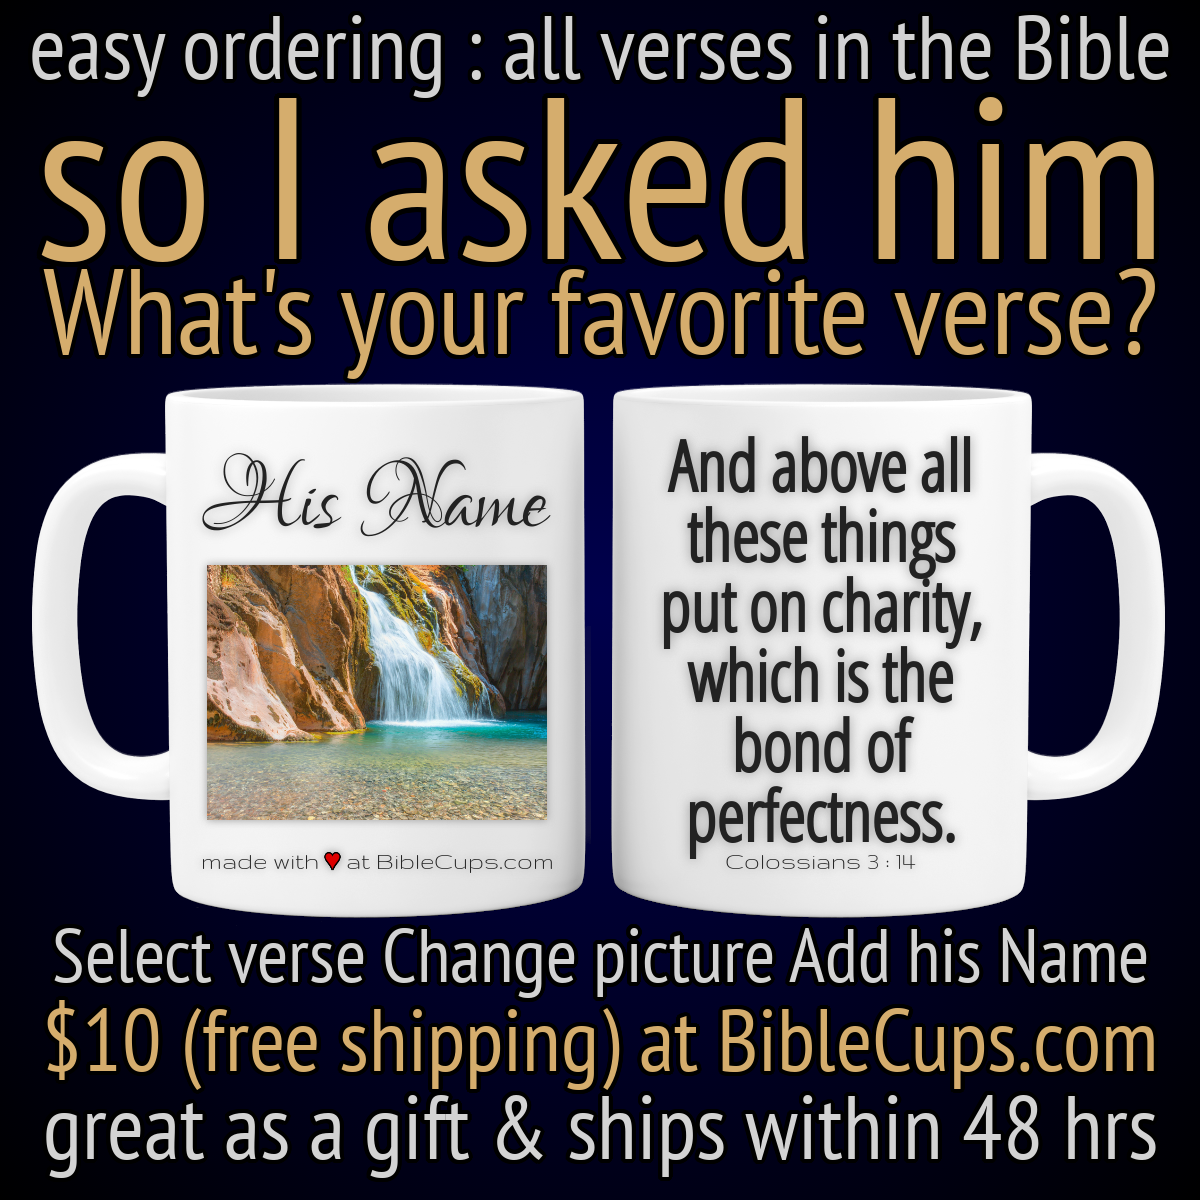 easy ordering : all verses in the Bible
so I asked him
What's your favorite verse?
His Name
made with at BibleCups.com
And above all
these things
put on charity,
which is the
bond of
perfectness.
Colossians 3 : 14
Select verse Change picture Add his Name
$10 (free shipping) at BibleCups.com
great as a gift & ships within 48 hrs